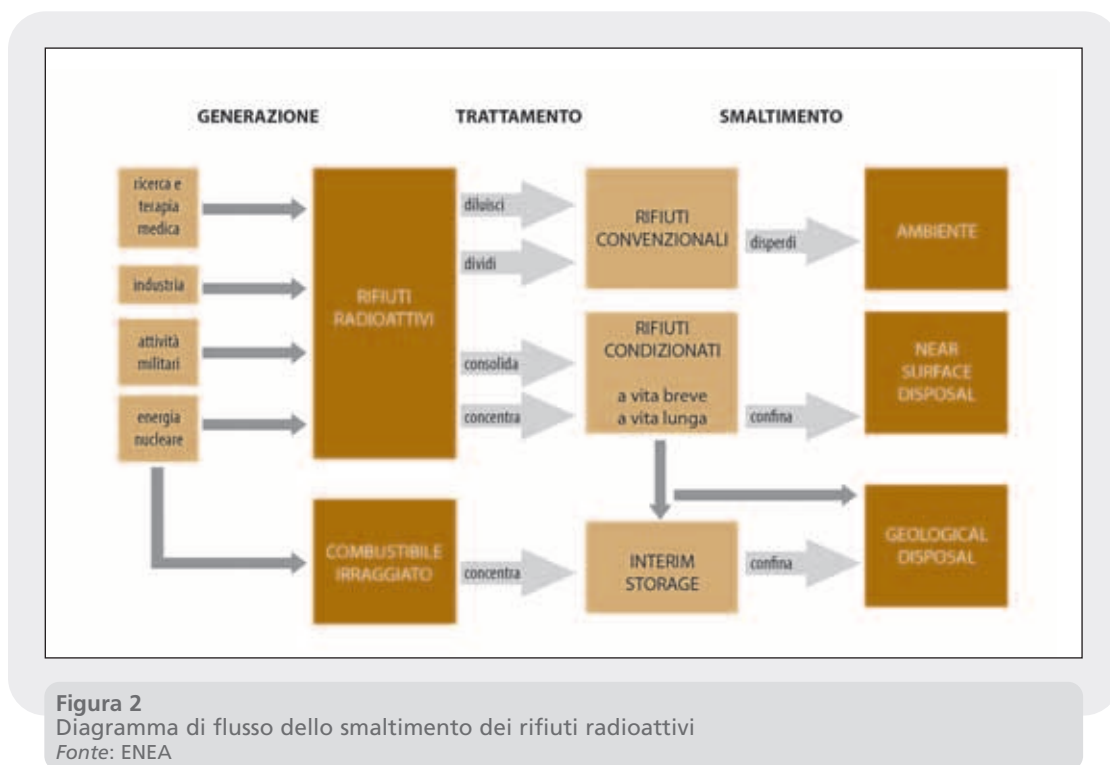 GENERAZIONE
TRATTAMENTO
SMALTIMENTO
ricerca e
terapia
medica
industria
attività
militari
energia
nucleare
RIFIUTI
RADIOATTIVI
COMBUSTIBILE
IRRAGGIATO
diluisci
dividi
consolida
concentra
concentra
RIFIUTI
CONVENZIONALI
RIFIUTI
CONDIZIONATI
a vita breve
a vita lunga
INTERIM
STORAGE
disperdi
confina
confina
AMBIENTE
NEAR
SURFACE
DISPOSAL
GEOLOGICAL
DISPOSAL
Figura 2
Diagramma di flusso dello smaltimento dei rifiuti radioattivi
Fonte: ENEA